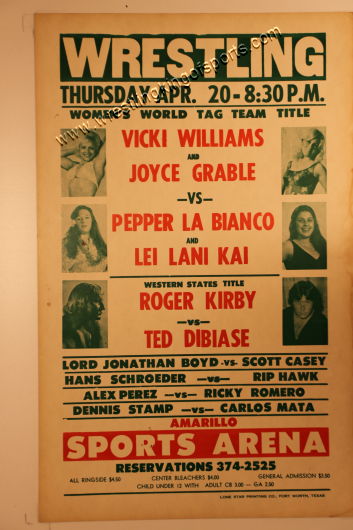 WRESTLING
THURSDAY APR. 20-8:30 P.M.
WOMEN'S WORLD TAG TEAM TITLE
VICKI WILLIAMS
AND
JOYCE GRABLE
-VS-
PEPPER LA BIANCO
AND
LEI LANI KAI
WESTERN STATES TITLE
ROGER KIRBY
-vs-
TED DIBIASE
LORD JONATHAN BOYD -vs- SCOTT CASEY
HANS SCHROEDER -vs- RIP HAWK
ALEX PEREZ -vs- RICKY ROMERO
DENNIS STAMP -vs- CARLOS MATA
AMARILLO
SPORTS ARENA
RESERVATIONS 374-2525
ALL RINGSIDE $4.50 CENTER BLEACHERS $4.00 GENERAL ADMISSION $3.50
CHILD UNDER 12 WITH ADULT CB 3.00 - GA 2.50
LONE STAR PRINTING CO., FORT WORTH, TEXAS
www.wrestlingkingofsports.com